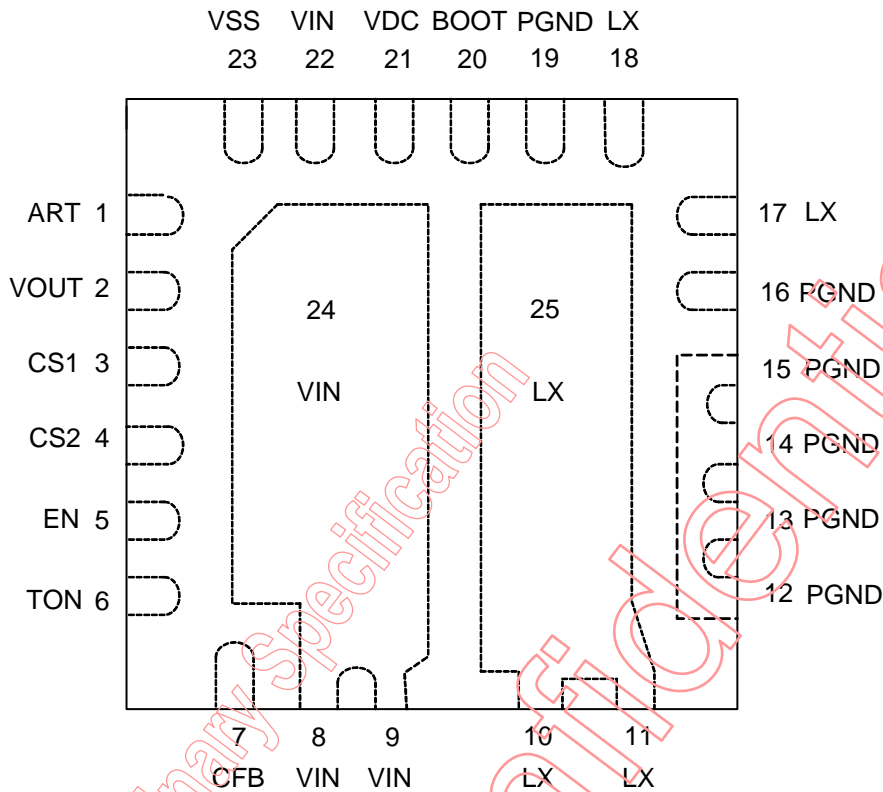 VSS VIN VDC BOOT PGND LX
23 22 21 20 19 18
ART 1
17 LX
VOUT 2
16 PGND
24
25
CS1 3
15 PGND
VIN
LX
CS2 4
14 PGND
EN 5
13 PGND
TON 6
12 PGND
7 8 9 10 11
CFB VIN VIN LX LX
Specification